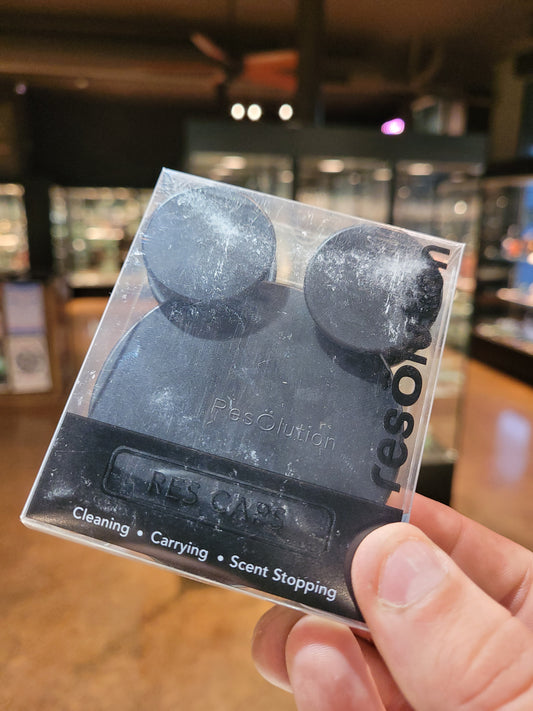 ResOlution
resOlution
RES CAPS
Cleaning • Carrying • Scent Stopping